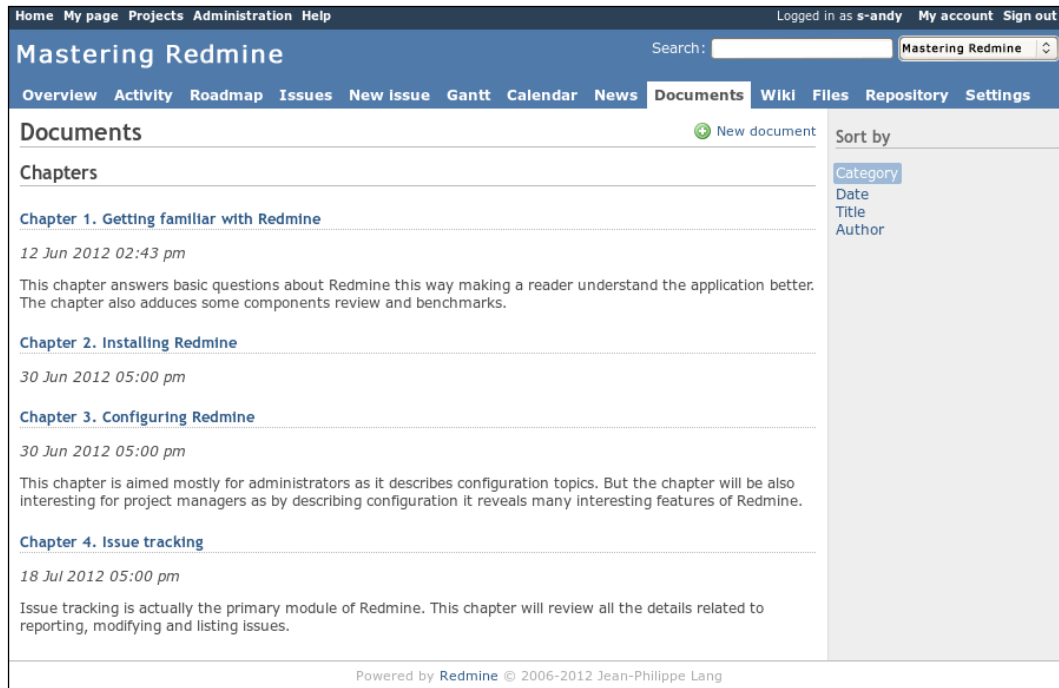 Home My page Projects Administration Help Logged in as s-andy My account Sign out
Mastering Redmine Search: Mastering Redmine
Overview Activity Roadmap Issues New issue Gantt Calendar News Documents Wiki Files Repository Settings
Documents New document
Sort by
Category
Date
Title
Author
Chapters
Chapter 1. Getting familiar with Redmine
12 Jun 2012 02:43 pm
This chapter answers basic questions about Redmine this way making a reader understand the application better.
The chapter also adduces some components review and benchmarks.
Chapter 2. Installing Redmine
30 Jun 2012 05:00 pm
Chapter 3. Configuring Redmine
30 Jun 2012 05:00 pm
This chapter is aimed mostly for administrators as it describes configuration topics. But the chapter will be also
interesting for project managers as by describing configuration it reveals many interesting features of Redmine.
Chapter 4. Issue tracking
18 Jul 2012 05:00 pm
Issue tracking is actually the primary module of Redmine. This chapter will review all the details related to
reporting, modifying and listing issues.
Powered by Redmine © 2006-2012 Jean-Philippe Lang